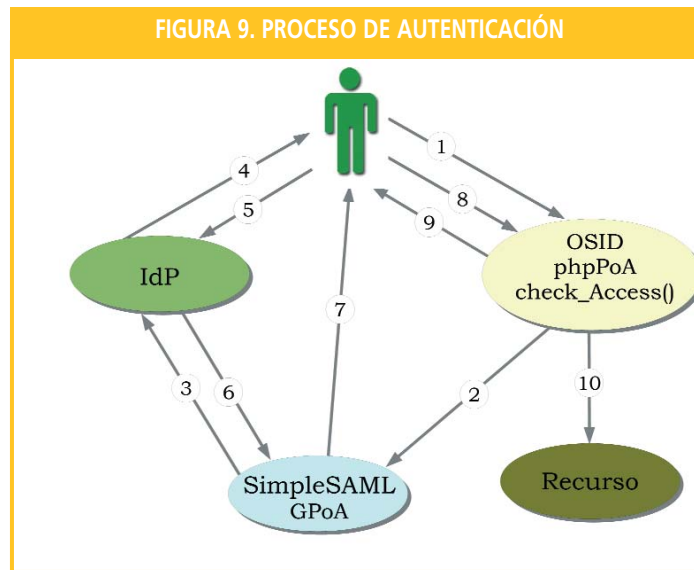 FIGURA 9. PROCESO DE AUTENTICACIÓN
1
4
8
5
9
OSID
phpPoA
check_Access()
IdP
7
3
6
2
10
SimpleSAML
GPoA
Recurso